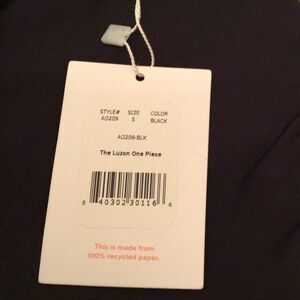 STYLE# SIZE COLOR
AO209 S BLACK
AO209-BLK
The Luzon One Piece
8 40302 30116 6
This is made from
100% recycled paper.